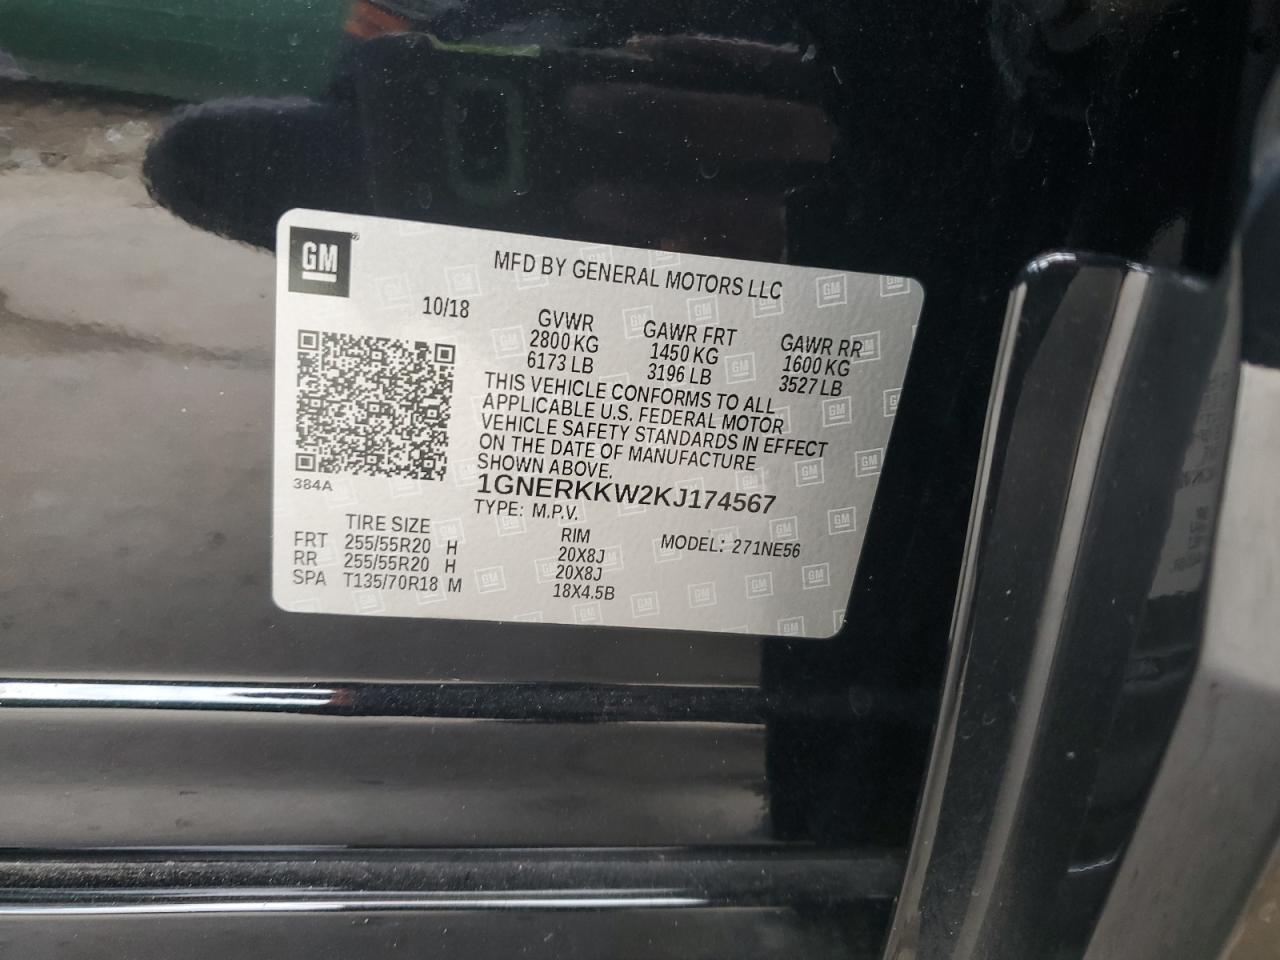 GM
MFD BY GENERAL MOTORS LLC
10/18
GVWR GAWR FRT GAWR RR
2800 KG 1450 KG 1600 KG
6173 LB 3196 LB 3527 LB
THIS VEHICLE CONFORMS TO ALL
APPLICABLE U.S. FEDERAL MOTOR
VEHICLE SAFETY STANDARDS IN EFFECT
ON THE DATE OF MANUFACTURE
SHOWN ABOVE.
384A
1GNERKKW2KJ174567
TYPE: M.P.V.
MODEL: 271NE56
TIRE SIZE RIM
FRT 255/55R20 H 20X8J
RR 255/55R20 H 20X8J
SPA T135/70R18 M 18X4.5B